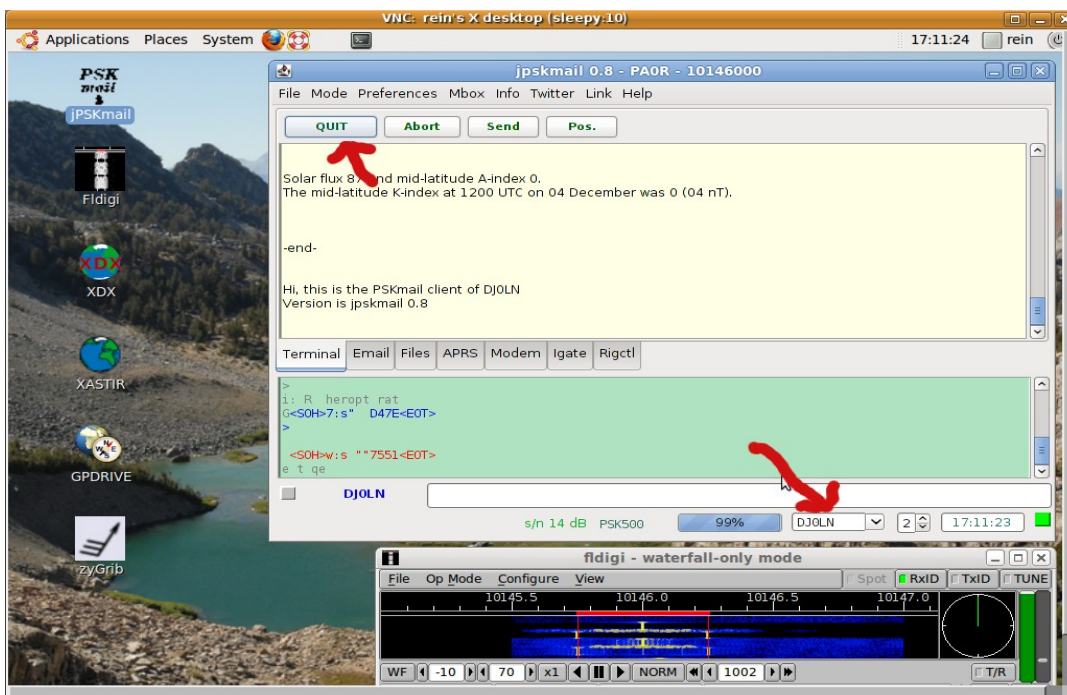 VNC: rein's X desktop (sleepy:10)
Applications Places System 17:11:24 rein
PSK
mail
jPSKmail
Fldigi
XDX
XDX
XASTIR
GPDRIVE
zyGrib
jpskmail 0.8 - PA0R - 10146000
File Mode Preferences Mbox Info Twitter Link Help
QUIT Abort Send Pos.
Solar flux 87 and mid-latitude A-index 0.
The mid-latitude K-index at 1200 UTC on 04 December was 0 (04 nT).
-end-
Hi, this is the PSKmail client of DJ0LN
Version is jpskmail 0.8
Terminal Email Files APRS Modem Igate Rigctl
>
i: R heropt rat
G<SOH>7:s" D47E<EOT>
>
<SOH>w:s ""7551<EOT>
e t qe
DJ0LN
s/n 14 dB PSK500 99% DJ0LN 2 17:11:23
fldigi - waterfall-only mode
File Op Mode Configure View Spot RxID TxID TUNE
10145.5 10146.0 10146.5 10147.0
WF -10 70 x1 NORM 1002 T/R